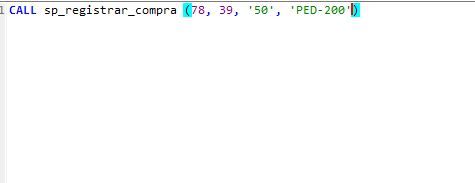 1 CALL sp_registrar_compra (78, 39, '50', 'PED-200')